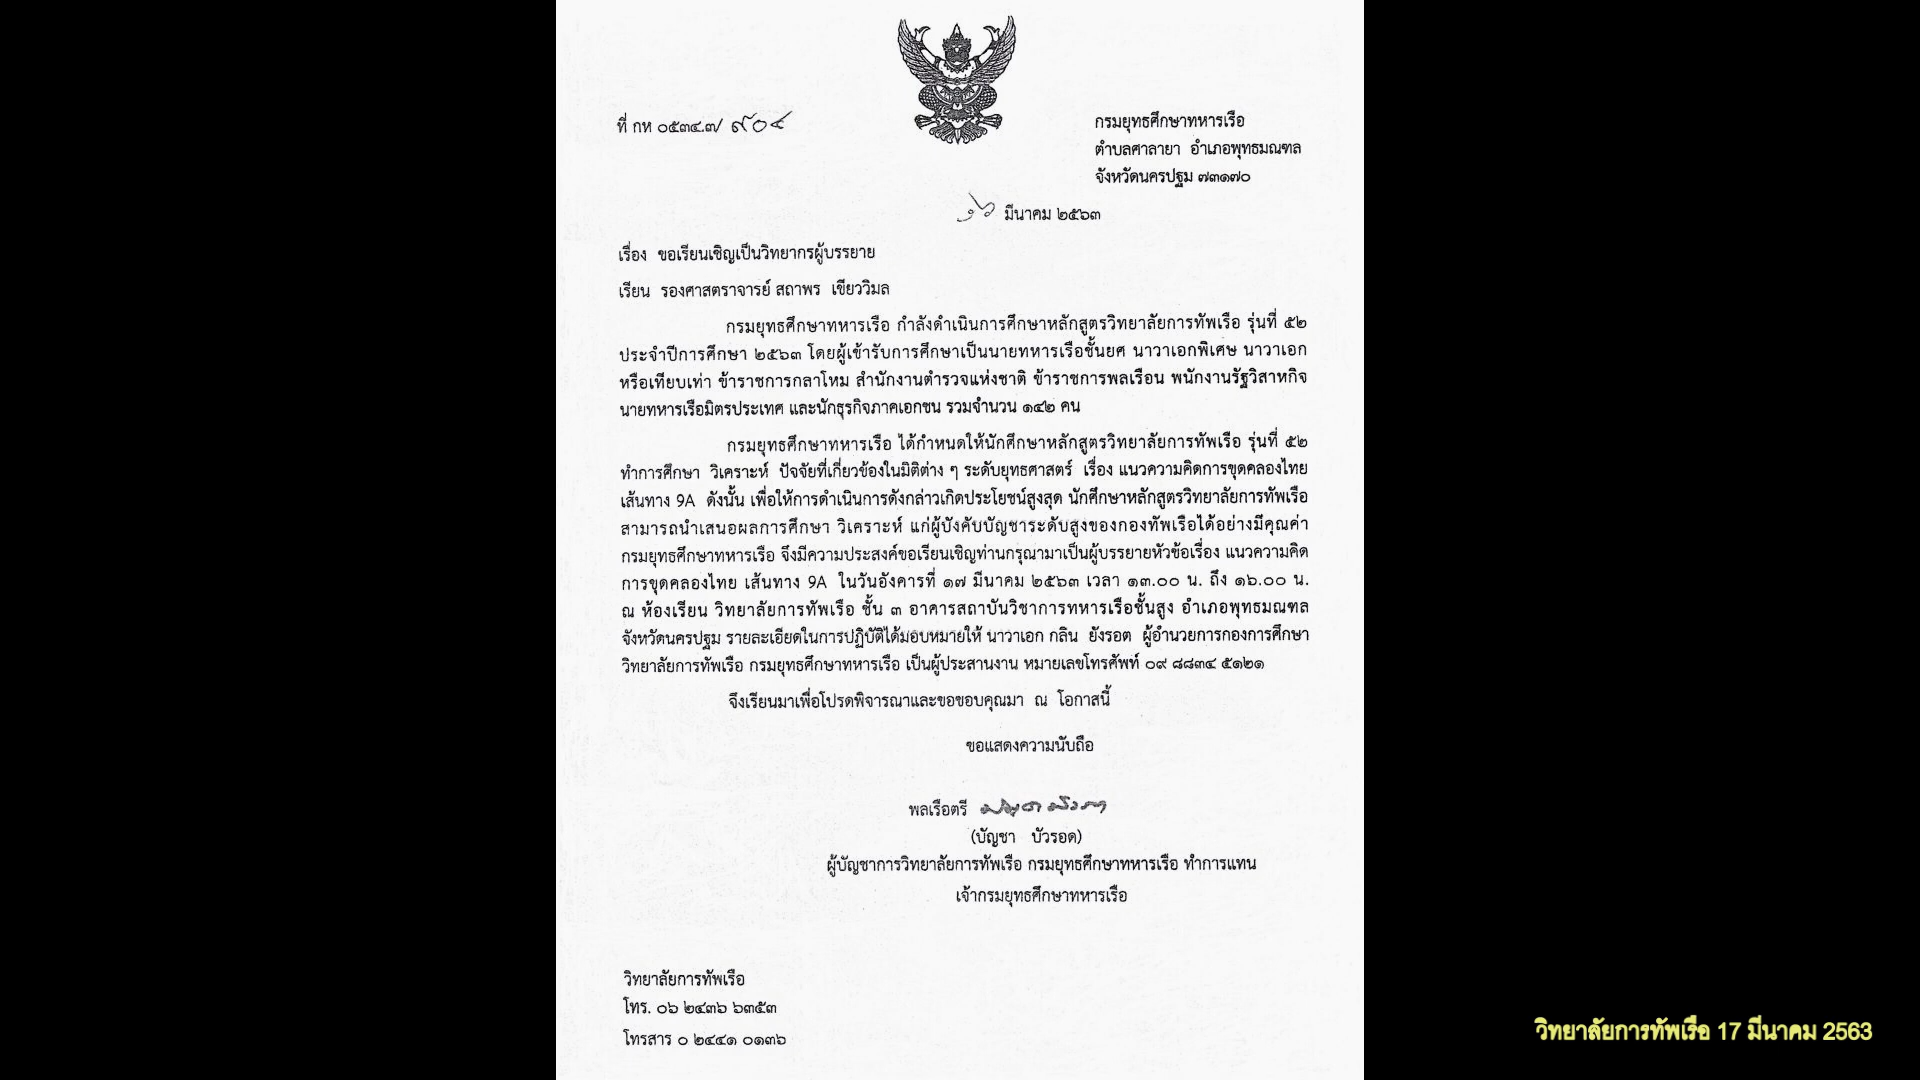 ที่ กห ๐๕๓๔.๗/ ๙๐๔
กรมยุทธศึกษาทหารเรือ
ตำบลศาลายา อำเภอพุทธมณฑล
จังหวัดนครปฐม ๗๓๑๗๐
มีนาคม ๒๕๖๓
เรื่อง ขอเรียนเชิญเป็นวิทยากรผู้บรรยาย
เรียน รองศาสตราจารย์ สถาพร เขียววิมล
กรมยุทธศึกษาทหารเรือ กำลังดำเนินการศึกษาหลักสูตรวิทยาลัยการทัพเรือ รุ่นที่ ๕๒
ประจำปีการศึกษา ๒๕๖๓ โดยผู้เข้ารับการศึกษาเป็นนายทหารเรือชั้นยศ นาวาเอกพิเศษ นาวาเอก
หรือเทียบเท่า ข้าราชการกลาโหม สำนักงานตำรวจแห่งชาติ ข้าราชการพลเรือน พนักงานรัฐวิสาหกิจ
นายทหารเรือมิตรประเทศ และนักธุรกิจภาคเอกชน รวมจำนวน ๑๔๒ คน
กรมยุทธศึกษาทหารเรือ ได้กำหนดให้นักศึกษาหลักสูตรวิทยาลัยการทัพเรือ รุ่นที่ ๕๒
ทำการศึกษา วิเคราะห์ ปัจจัยที่เกี่ยวข้องในมิติต่าง ๆ ระดับยุทธศาสตร์ เรื่อง แนวความคิดการขุดคลองไทย
เส้นทาง 9A ดังนั้น เพื่อให้การดำเนินการดังกล่าวเกิดประโยชน์สูงสุด นักศึกษาหลักสูตรวิทยาลัยการทัพเรือ
สามารถนำเสนอผลการศึกษา วิเคราะห์ แก่ผู้บังคับบัญชาระดับสูงของกองทัพเรือได้อย่างมีคุณค่า
กรมยุทธศึกษาทหารเรือ จึงมีความประสงค์ขอเรียนเชิญท่านกรุณามาเป็นผู้บรรยายหัวข้อเรื่อง แนวความคิด
การขุดคลองไทย เส้นทาง 9A ในวันอังคารที่ ๑๗ มีนาคม ๒๕๖๓ เวลา ๑๓.๐๐ น. ถึง ๑๖.๐๐ น.
ณ ห้องเรียน วิทยาลัยการทัพเรือ ชั้น ๓ อาคารสถาบันวิชาการทหารเรือชั้นสูง อำเภอพุทธมณฑล
จังหวัดนครปฐม รายละเอียดในการปฏิบัติได้มอบหมายให้ นาวาเอก กลิน ยังรอต ผู้อำนวยการกองการศึกษา
วิทยาลัยการทัพเรือ กรมยุทธศึกษาทหารเรือ เป็นผู้ประสานงาน หมายเลขโทรศัพท์ ๐๙ ๘๘๓๔ ๕๑๒๑
จึงเรียนมาเพื่อโปรดพิจารณาและขอขอบคุณมา ณ โอกาสนี้
ขอแสดงความนับถือ
พลเรือตรี
(บัญชา บัวรอด)
ผู้บัญชาการวิทยาลัยการทัพเรือ กรมยุทธศึกษาทหารเรือ ทำการแทน
เจ้ากรมยุทธศึกษาทหารเรือ
วิทยาลัยการทัพเรือ
โทร. ๐๖ ๒๔๓๖ ๖๓๕๓
โทรสาร ๐ ๒๔๔๑ ๐๑๓๖
วิทยาลัยการทัพเรือ 17 มีนาคม 2563